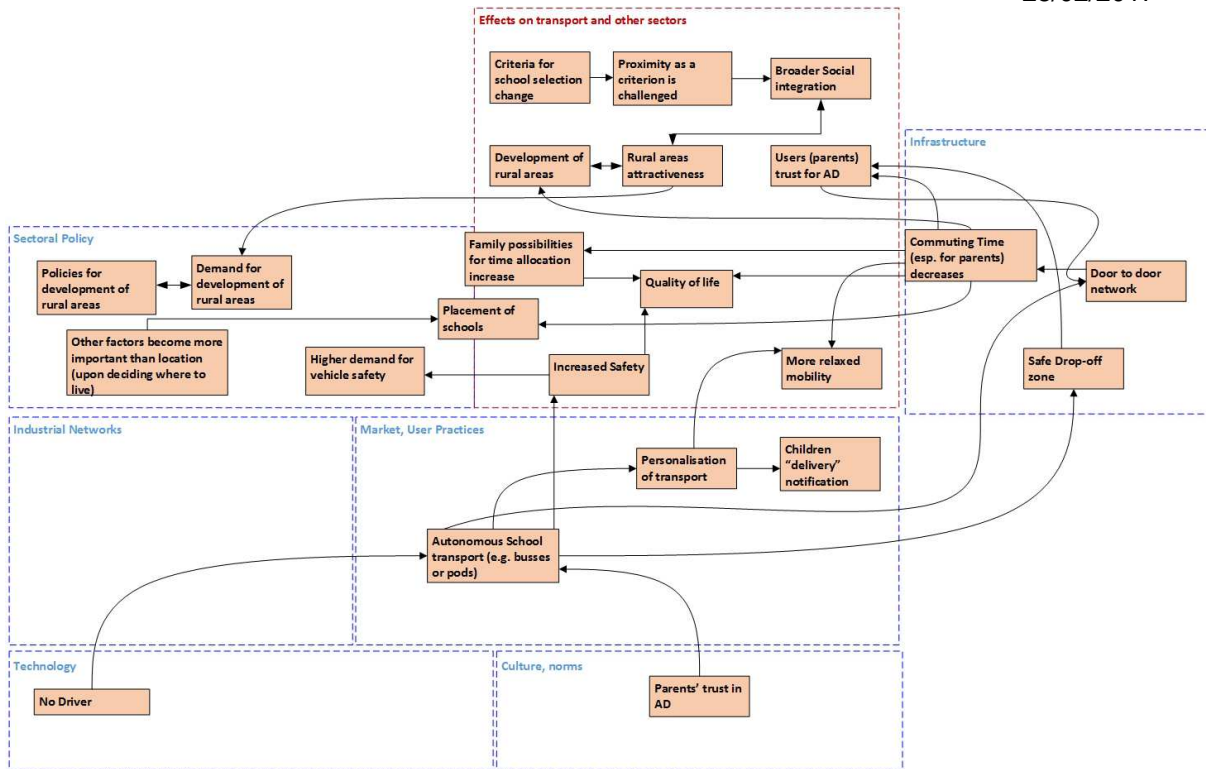 Effects on transport and other sectors
Criteria for
school selection
change
Proximity as a
criterion is
challenged
Broader Social
integration
Infrastructure
Development of
rural areas
Rural areas
attractiveness
Users (parents)
trust for AD
Sectoral Policy
Family possibilities
for time allocation
increase
Commuting Time
(esp. for parents)
decreases
Policies for
development of
rural areas
Demand for
development of
rural areas
Quality of life
Door to door
network
Placement of
schools
Other factors become more
important than location
(upon deciding where to
live)
Higher demand for
vehicle safety
Increased Safety
More relaxed
mobility
Safe Drop-off
zone
Industrial Networks
Market, User Practices
Personalisation
of transport
Children
“delivery”
notification
Autonomous School
transport (e.g. busses
or pods)
Technology
Culture, norms
No Driver
Parents’ trust in
AD